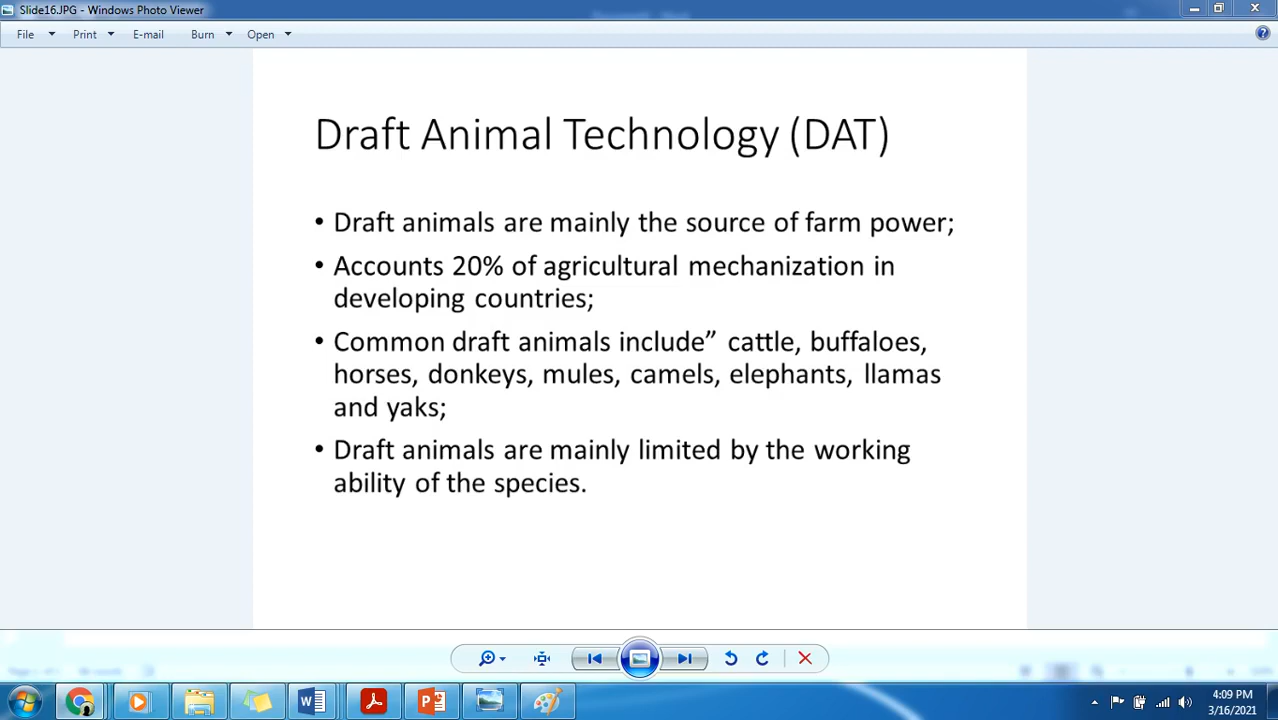 Slide16.JPG - Windows Photo Viewer
File Print E-mail Burn Open
Draft Animal Technology (DAT)
• Draft animals are mainly the source of farm power;
• Accounts 20% of agricultural mechanization in
developing countries;
• Common draft animals include” cattle, buffaloes,
horses, donkeys, mules, camels, elephants, llamas
and yaks;
• Draft animals are mainly limited by the working
ability of the species.
4:09 PM
3/16/2021